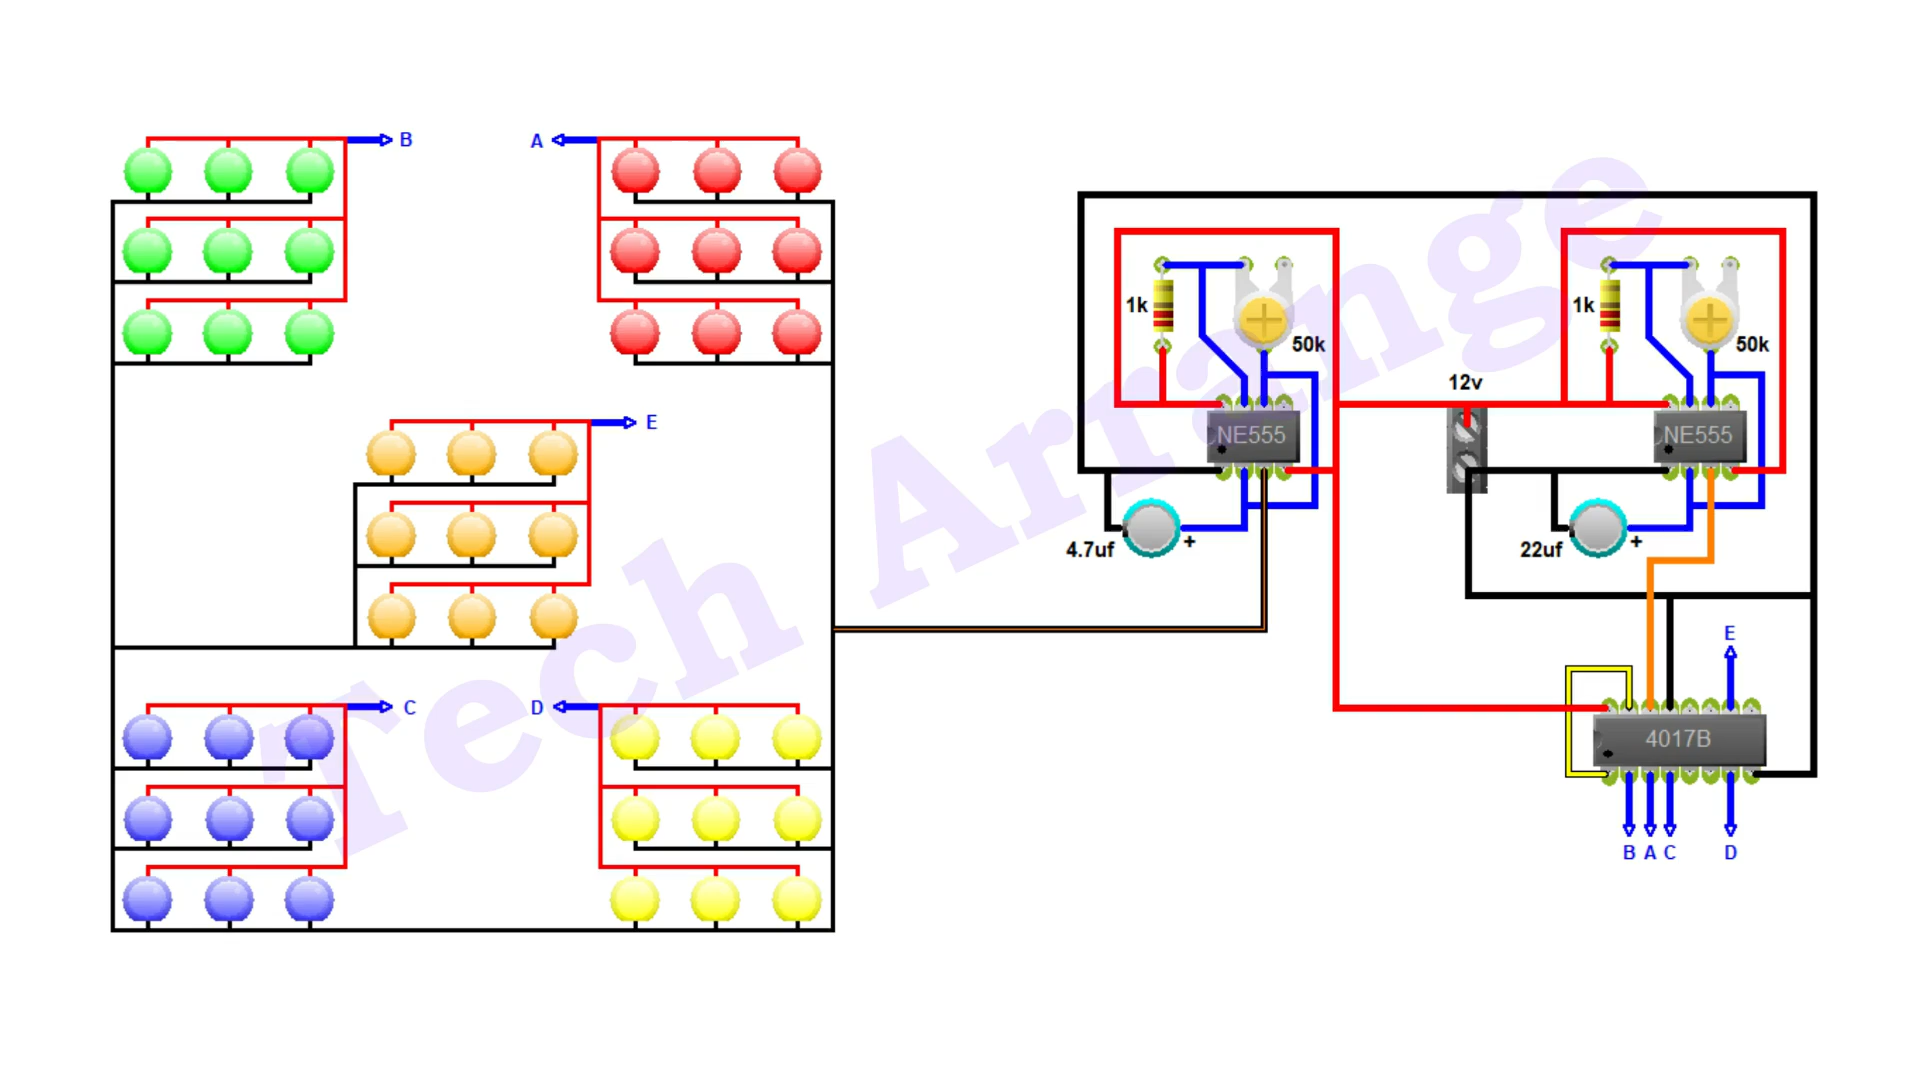 B
A
E
C
D
1k
50k
NE555
4.7uf
+
12v
1k
50k
NE555
22uf
+
E
4017B
B A C D
Tech Arrange